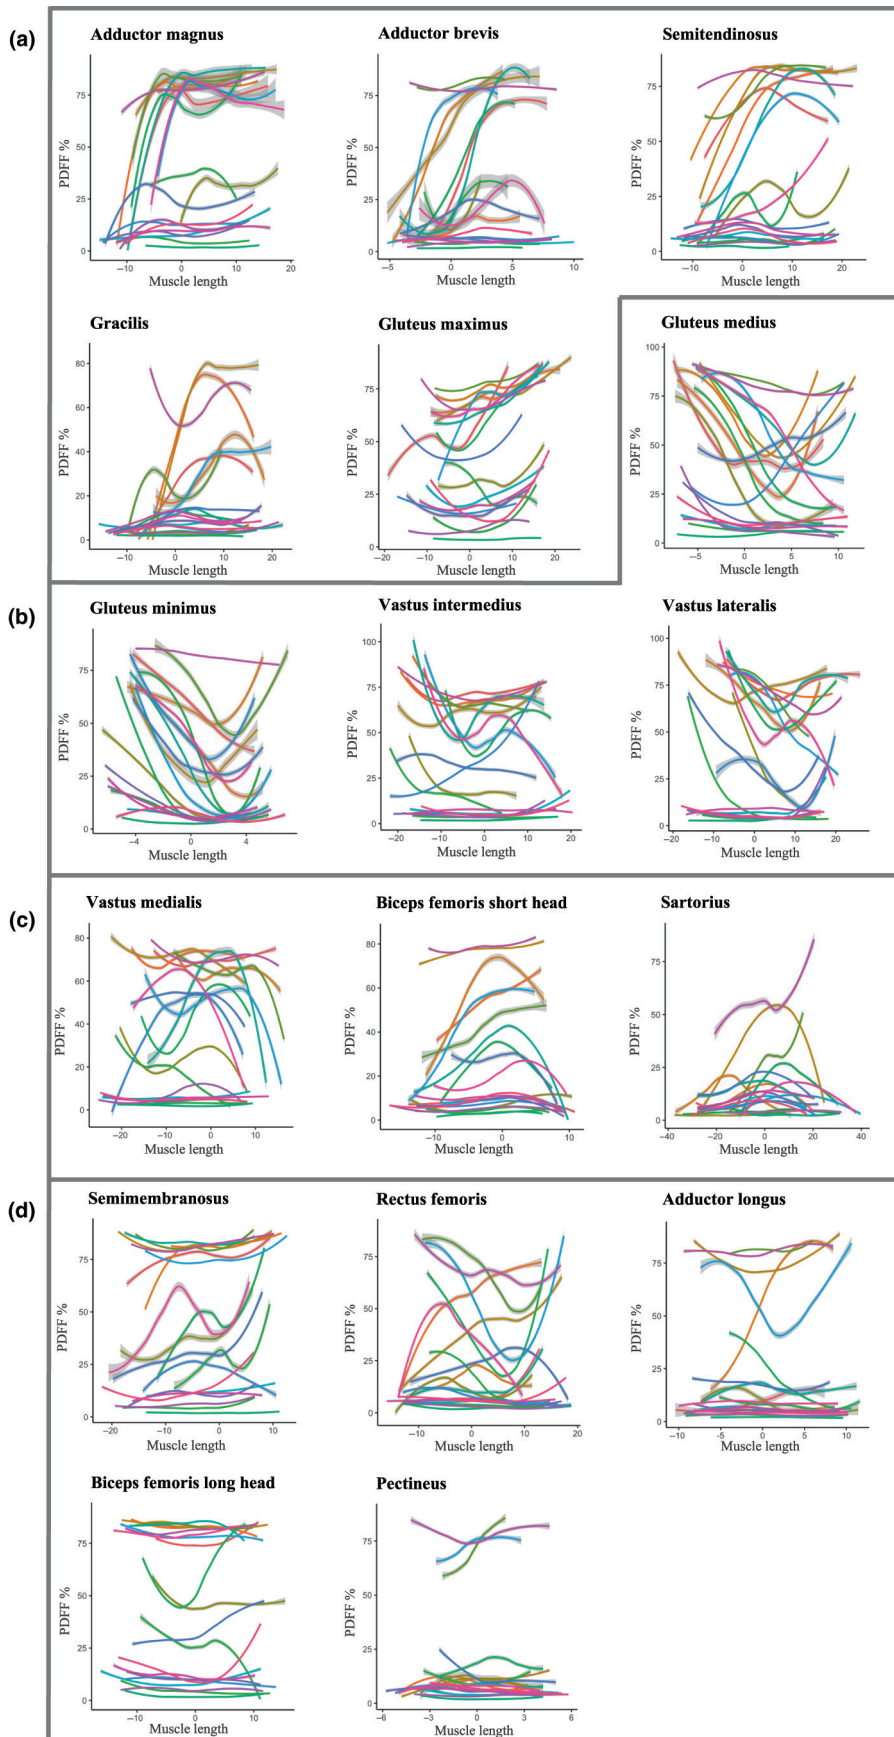 (a)
Adductor magnus
Adductor brevis
Semitendinosus
PDFF %
75
50
25
0
−10
0
10
20
Muscle length
PDFF %
75
50
25
0
−5
0
5
10
Muscle length
PDFF %
75
50
25
0
−10
0
10
20
Muscle length
Gracilis
Gluteus maximus
Gluteus medius
PDFF %
80
60
40
20
0
−10
0
10
20
Muscle length
PDFF %
75
50
25
0
−20
−10
0
10
20
Muscle length
PDFF %
100
75
50
25
0
−5
0
5
10
Muscle length
(b)
Gluteus minimus
Vastus intermedius
Vastus lateralis
PDFF %
75
50
25
0
−4
0
4
Muscle length
PDFF %
100
75
50
25
0
−20
−10
0
10
20
Muscle length
PDFF %
100
75
50
25
0
−20
−10
0
10
20
Muscle length
(c)
Vastus medialis
Biceps femoris short head
Sartorius
PDFF %
80
60
40
20
0
−20
−10
0
10
Muscle length
PDFF %
80
60
40
20
0
−10
0
10
Muscle length
PDFF %
75
50
25
0
−40
−20
0
20
40
Muscle length
(d)
Semimembranosus
Rectus femoris
Adductor longus
PDFF %
75
50
25
0
−20
−10
0
10
Muscle length
PDFF %
75
50
25
0
−10
0
10
20
Muscle length
PDFF %
75
50
25
0
−10
−5
0
5
10
Muscle length
Biceps femoris long head
Pectineus
PDFF %
75
50
25
0
−10
0
10
Muscle length
PDFF %
75
50
25
0
−6
−3
0
3
6
Muscle length